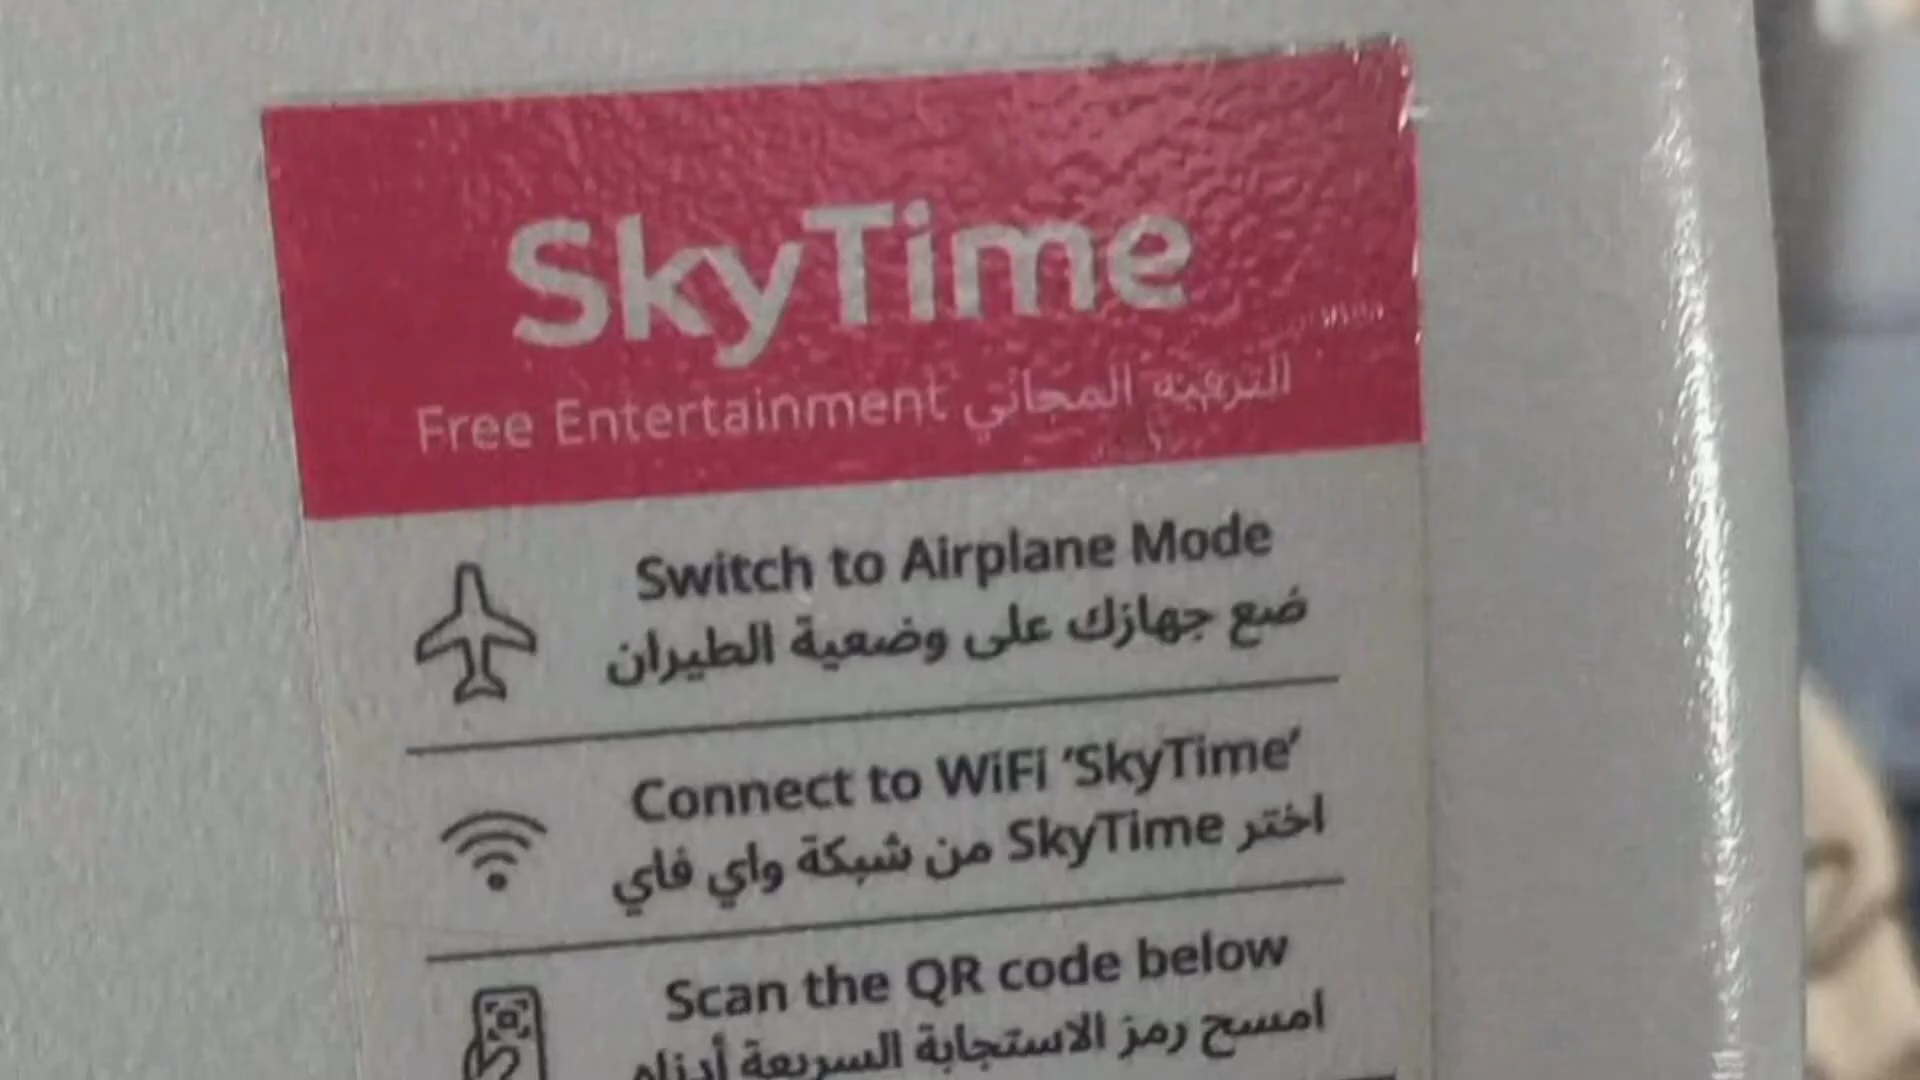 SkyTime
Free Entertainment الترفيه المجاني
Switch to Airplane Mode
ضع جهازك على وضعية الطيران
Connect to WiFi ‘SkyTime’
اختر SkyTime من شبكة واي فاي
Scan the QR code below
امسح رمز الاستجابة السريعة أدناه